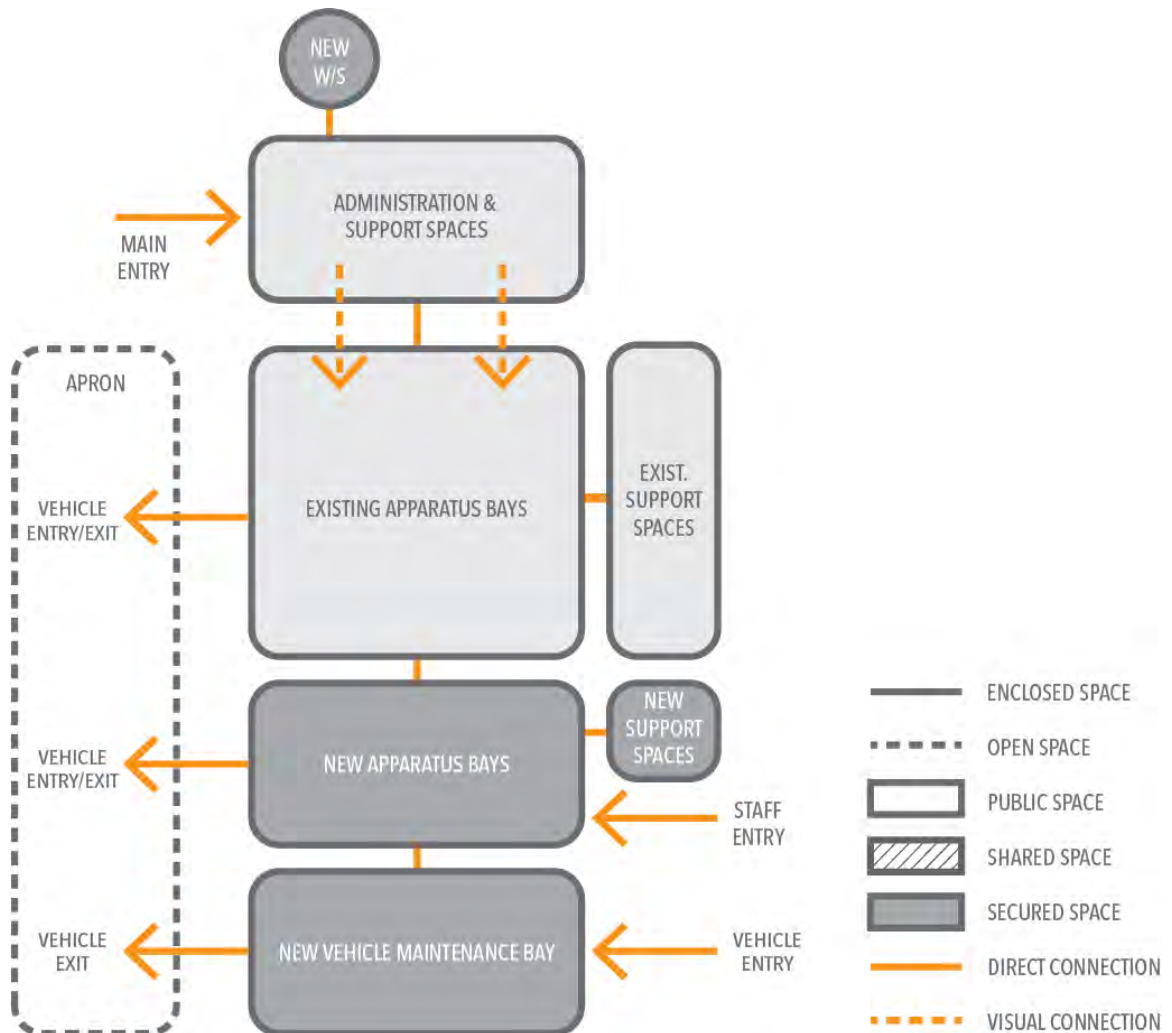 NEW
W/S
ADMINISTRATION &
SUPPORT SPACES
MAIN
ENTRY
APRON
VEHICLE
ENTRY/EXIT
EXISTING APPARATUS BAYS
EXIST.
SUPPORT
SPACES
NEW
SUPPORT
SPACES
VEHICLE
ENTRY/EXIT
NEW APPARATUS BAYS
STAFF
ENTRY
VEHICLE
EXIT
NEW VEHICLE MAINTENANCE BAY
VEHICLE
ENTRY
ENCLOSED SPACE
OPEN SPACE
PUBLIC SPACE
SHARED SPACE
SECURED SPACE
DIRECT CONNECTION
VISUAL CONNECTION